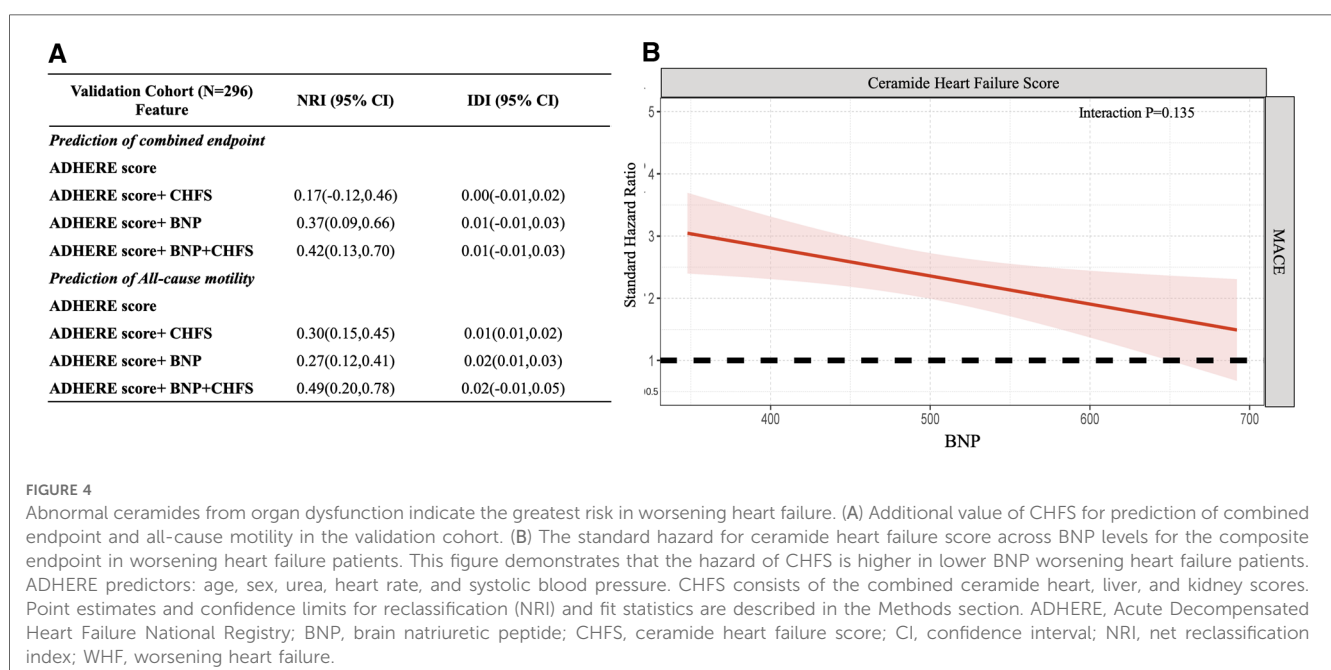 A
Validation Cohort (N=296)
Feature
NRI (95% CI)
IDI (95% CI)
Prediction of combined endpoint
ADHERE score
ADHERE score+ CHFS 0.17(-0.12,0.46) 0.00(-0.01,0.02)
ADHERE score+ BNP 0.37(0.09,0.66) 0.01(-0.01,0.03)
ADHERE score+ BNP+CHFS 0.42(0.13,0.70) 0.01(-0.01,0.03)
Prediction of All-cause motility
ADHERE score
ADHERE score+ CHFS 0.30(0.15,0.45) 0.01(0.01,0.02)
ADHERE score+ BNP 0.27(0.12,0.41) 0.02(0.01,0.03)
ADHERE score+ BNP+CHFS 0.49(0.20,0.78) 0.02(-0.01,0.05)
B
Ceramide Heart Failure Score
Interaction P=0.135
Standard Hazard Ratio
5
4
3
2
1
0.5
MACE
400 500 600 700
BNP
FIGURE 4
Abnormal ceramides from organ dysfunction indicate the greatest risk in worsening heart failure. (A) Additional value of CHFS for prediction of combined
endpoint and all-cause motility in the validation cohort. (B) The standard hazard for ceramide heart failure score across BNP levels for the composite
endpoint in worsening heart failure patients. This figure demonstrates that the hazard of CHFS is higher in lower BNP worsening heart failure patients.
ADHERE predictors: age, sex, urea, heart rate, and systolic blood pressure. CHFS consists of the combined ceramide heart, liver, and kidney scores.
Point estimates and confidence limits for reclassification (NRI) and fit statistics are described in the Methods section. ADHERE, Acute Decompensated
Heart Failure National Registry; BNP, brain natriuretic peptide; CHFS, ceramide heart failure score; CI, confidence interval; NRI, net reclassification
index; WHF, worsening heart failure.